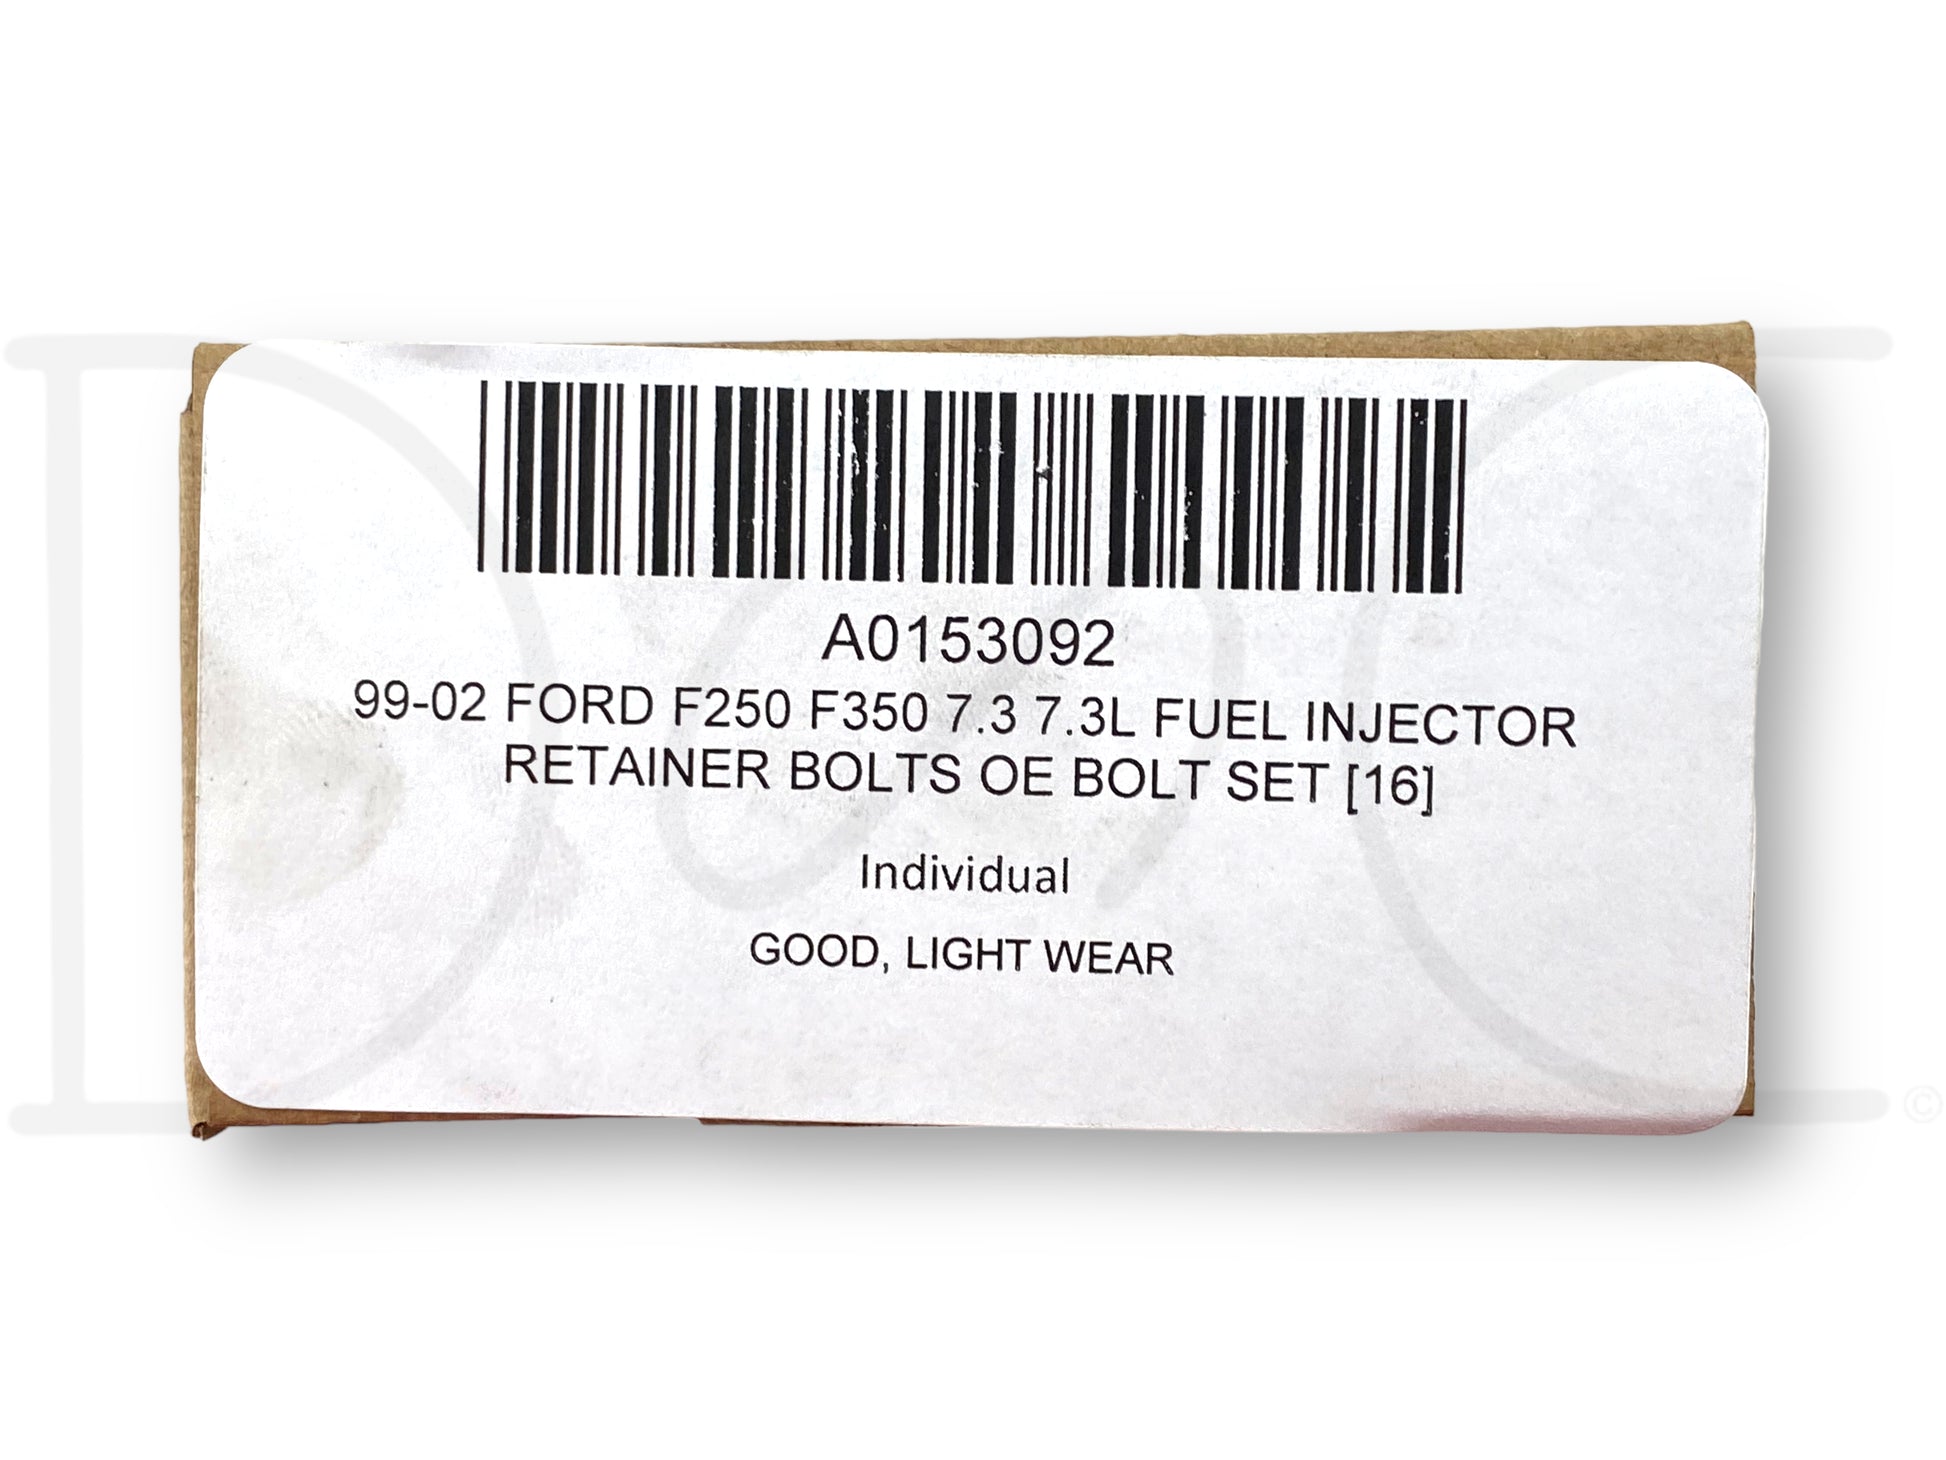 A0153092
99-02 FORD F250 F350 7.3 7.3L FUEL INJECTOR
RETAINER BOLTS OE BOLT SET [16]
Individual
GOOD, LIGHT WEAR
©